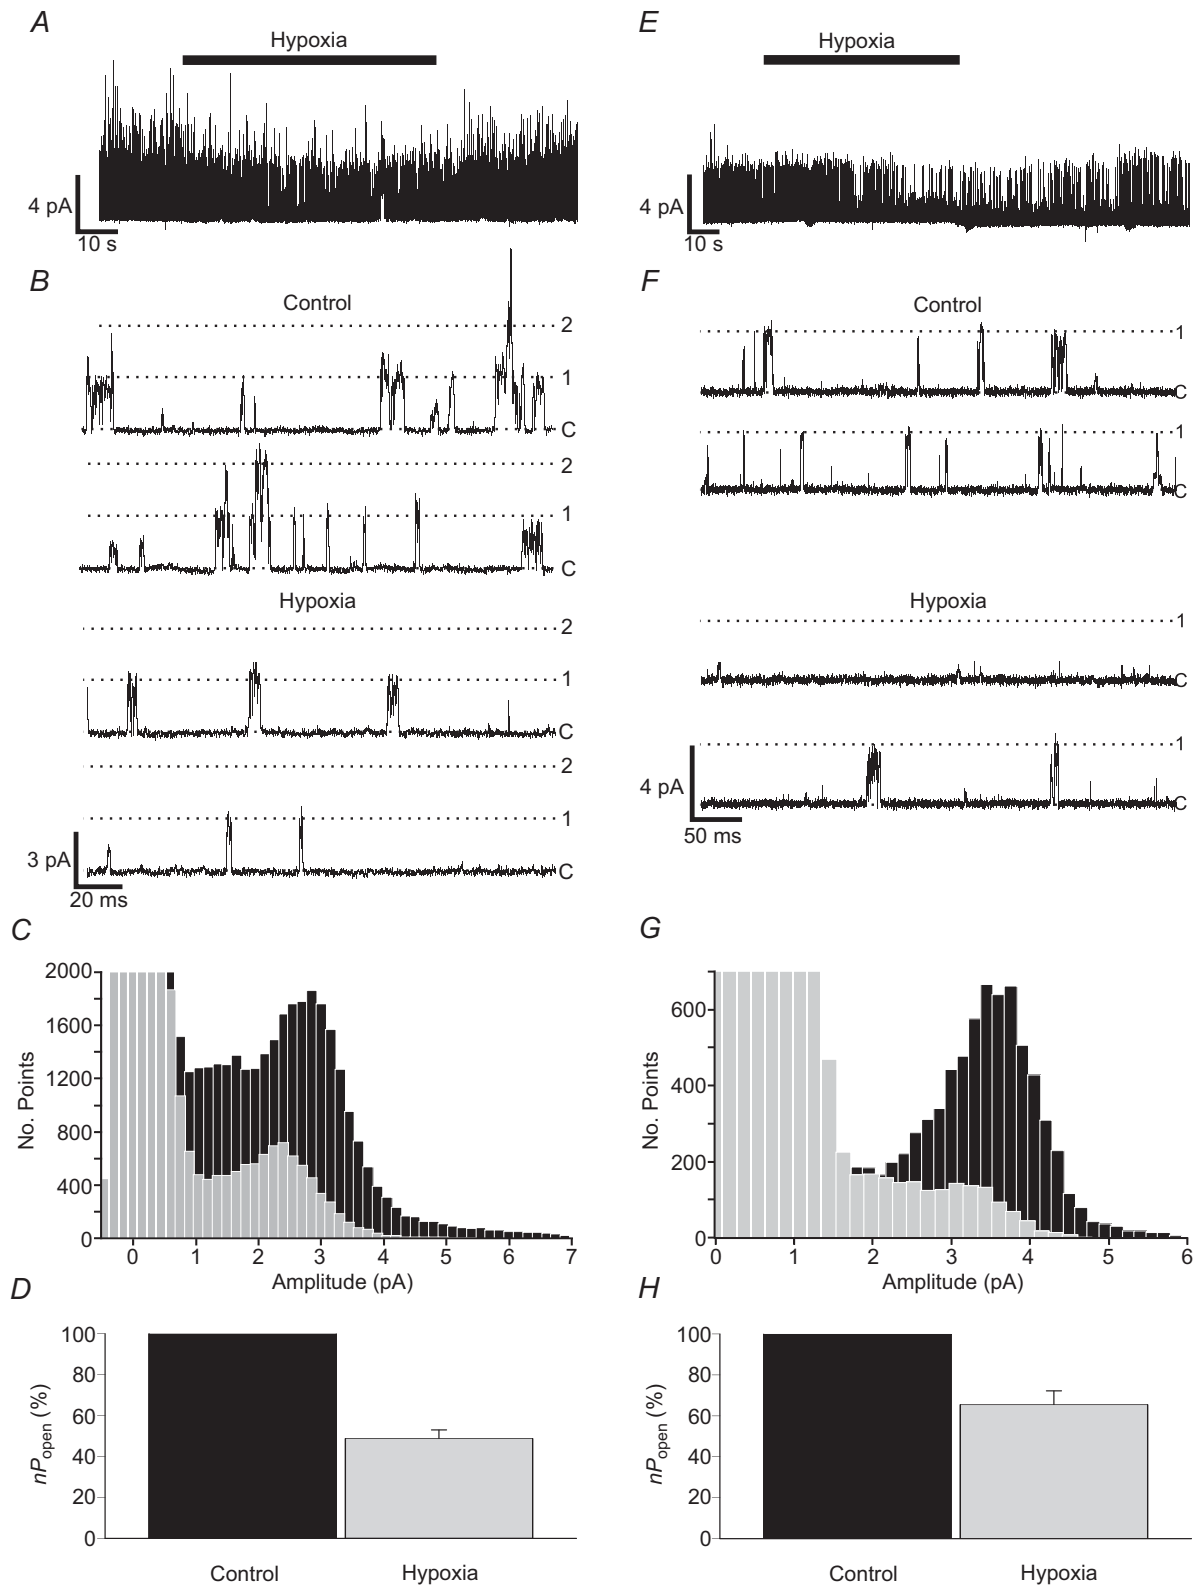 A
Hypoxia
4 pA
10 s
B
Control
2
1
C
2
1
C
Hypoxia
2
1
C
2
1
3 pA
C
20 ms
C
2000
1600
1200
800
400
0
No. Points
0 1 2 3 4 5 6 7
Amplitude (pA)
D
100
80
60
40
20
0
nPopen (%)
Control Hypoxia
E
Hypoxia
4 pA
10 s
F
Control
1
C
1
C
Hypoxia
1
C
1
4 pA
C
50 ms
G
600
400
200
0
No. Points
0 1 2 3 4 5 6
Amplitude (pA)
H
100
80
60
40
20
0
nPopen (%)
Control Hypoxia